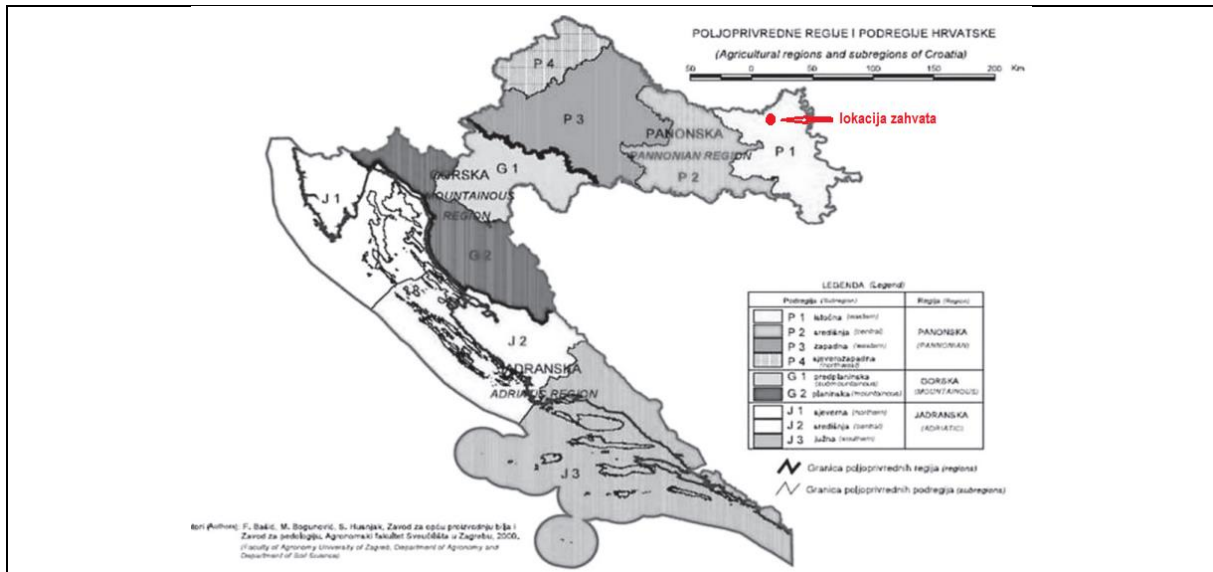 POLJOPRIVREDNE REGIJE I PODREGIJE HRVATSKE
(Agricultural regions and subregions of Croatia)
50 0 50 100 150 200 Km
P 4
lokacija zahvata
P 3
PANONSKA
PANNONIAN REGION
P 1
P 2
G 1
GORSKA
MOUNTAINOUS
REGION
J 1
G 2
J 2
JADRANSKA
ADRIATIC REGION
J 3
LEGENDA (Legend)
Podregija (Subregion) Regija (Region)
P 1 istočna (eastern)
P 2 središnja (central)
P 3 zapadna (western)
P 4 sjeverozapadna
PANONSKA
(PANNONIAN)
G 1 predplaninska
(submountainous)
G 2 planinska (mountainous)
GORSKA
(MOUNTAINOUS)
J 1 sjeverna (northern)
J 2 središnja (central)
J 3 južna (southern)
JADRANSKA
(ADRIATIC)
Granica poljoprivrednih regija (regions)
Granica poljoprivrednih podregija (subregions)
tori (Authors): F. Bašić, M. Bogunović, S. Husnjak, Zavod za opću proizvodnju bilja i
Zavod za pedologiju, Agronomski fakultet Sveučilišta u Zagrebu, 2000.
(Faculty of Agronomy University of Zagreb, Department of Agronomy and
Department of Soil Science)